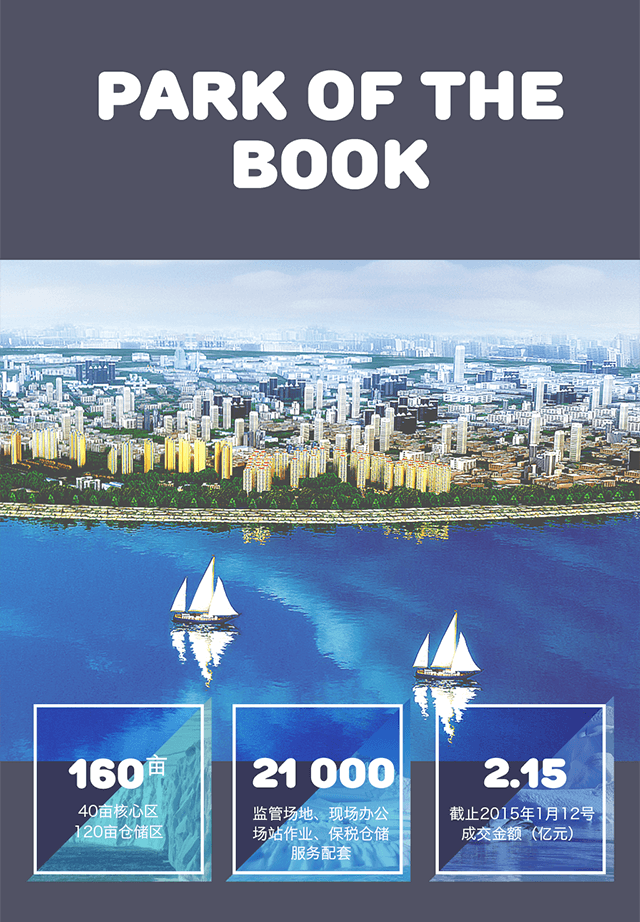 PARK OF THE
BOOK
160亩
40亩核心区
120亩仓储区
21 000
监管场地、现场办公
场站作业、保税仓储
服务配套
2.15
截止2015年1月12号
成交金额（亿元）